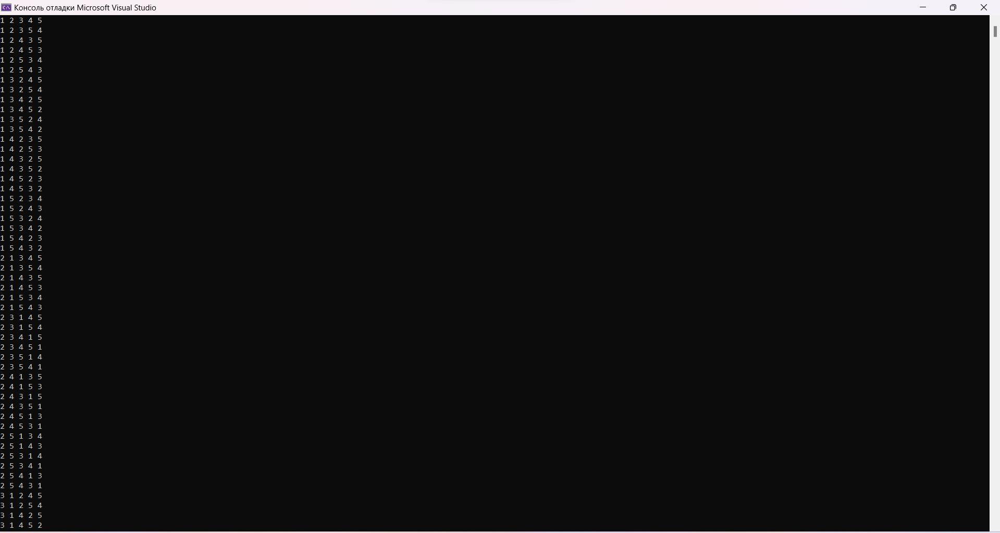 Консоль отладки Microsoft Visual Studio
1 2 3 4 5
1 2 3 5 4
1 2 4 3 5
1 2 4 5 3
1 2 5 3 4
1 2 5 4 3
1 3 2 4 5
1 3 2 5 4
1 3 4 2 5
1 3 4 5 2
1 3 5 2 4
1 3 5 4 2
1 4 2 3 5
1 4 2 5 3
1 4 3 2 5
1 4 3 5 2
1 4 5 2 3
1 4 5 3 2
1 5 2 3 4
1 5 2 4 3
1 5 3 2 4
1 5 3 4 2
1 5 4 2 3
1 5 4 3 2
2 1 3 4 5
2 1 3 5 4
2 1 4 3 5
2 1 4 5 3
2 1 5 3 4
2 1 5 4 3
2 3 1 4 5
2 3 1 5 4
2 3 4 1 5
2 3 4 5 1
2 3 5 1 4
2 3 5 4 1
2 4 1 3 5
2 4 1 5 3
2 4 3 1 5
2 4 3 5 1
2 4 5 1 3
2 4 5 3 1
2 5 1 3 4
2 5 1 4 3
2 5 3 1 4
2 5 3 4 1
2 5 4 1 3
2 5 4 3 1
3 1 2 4 5
3 1 2 5 4
3 1 4 2 5
3 1 4 5 2